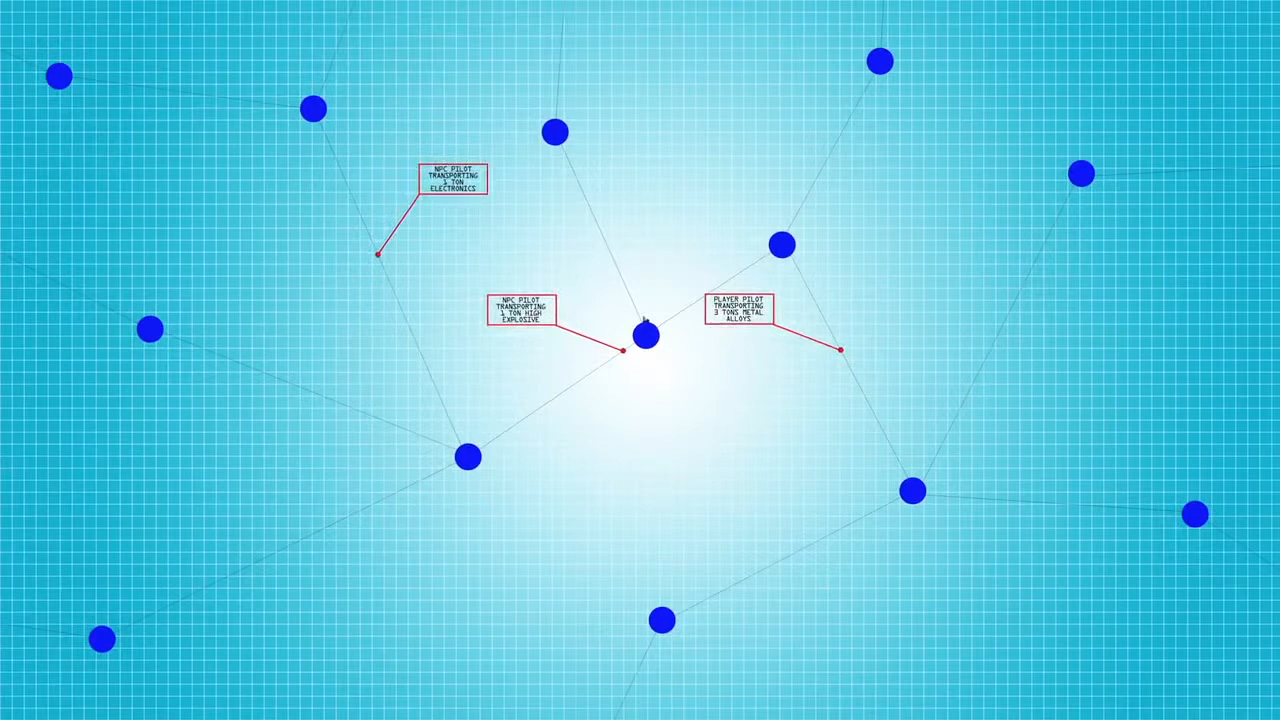 NPC PILOT
TRANSPORTING
1 TON
ELECTRONICS
NPC PILOT
TRANSPORTING
1 TON HIGH
EXPLOSIVE
PLAYER PILOT
TRANSPORTING
3 TONS METAL
ALLOYS